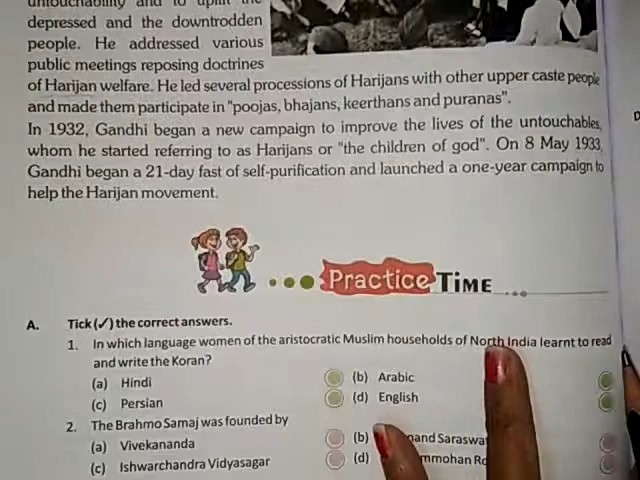 untouchability and to uplift the
depressed and the downtrodden
people. He addressed various
public meetings reposing doctrines
of Harijan welfare. He led several processions of Harijans with other upper caste people
and made them participate in "poojas, bhajans, keerthans and puranas".
In 1932, Gandhi began a new campaign to improve the lives of the untouchables,
whom he started referring to as Harijans or "the children of god". On 8 May 1933,
Gandhi began a 21-day fast of self-purification and launched a one-year campaign to
help the Harijan movement.
Practice TIME
A. Tick (✓) the correct answers.
1. In which language women of the aristocratic Muslim households of North India learnt to read
and write the Koran?
(a) Hindi (b) Arabic
(c) Persian (d) English
2. The Brahmo Samaj was founded by
(a) Vivekananda (b)
(c) Ishwarchandra Vidyasagar (d)